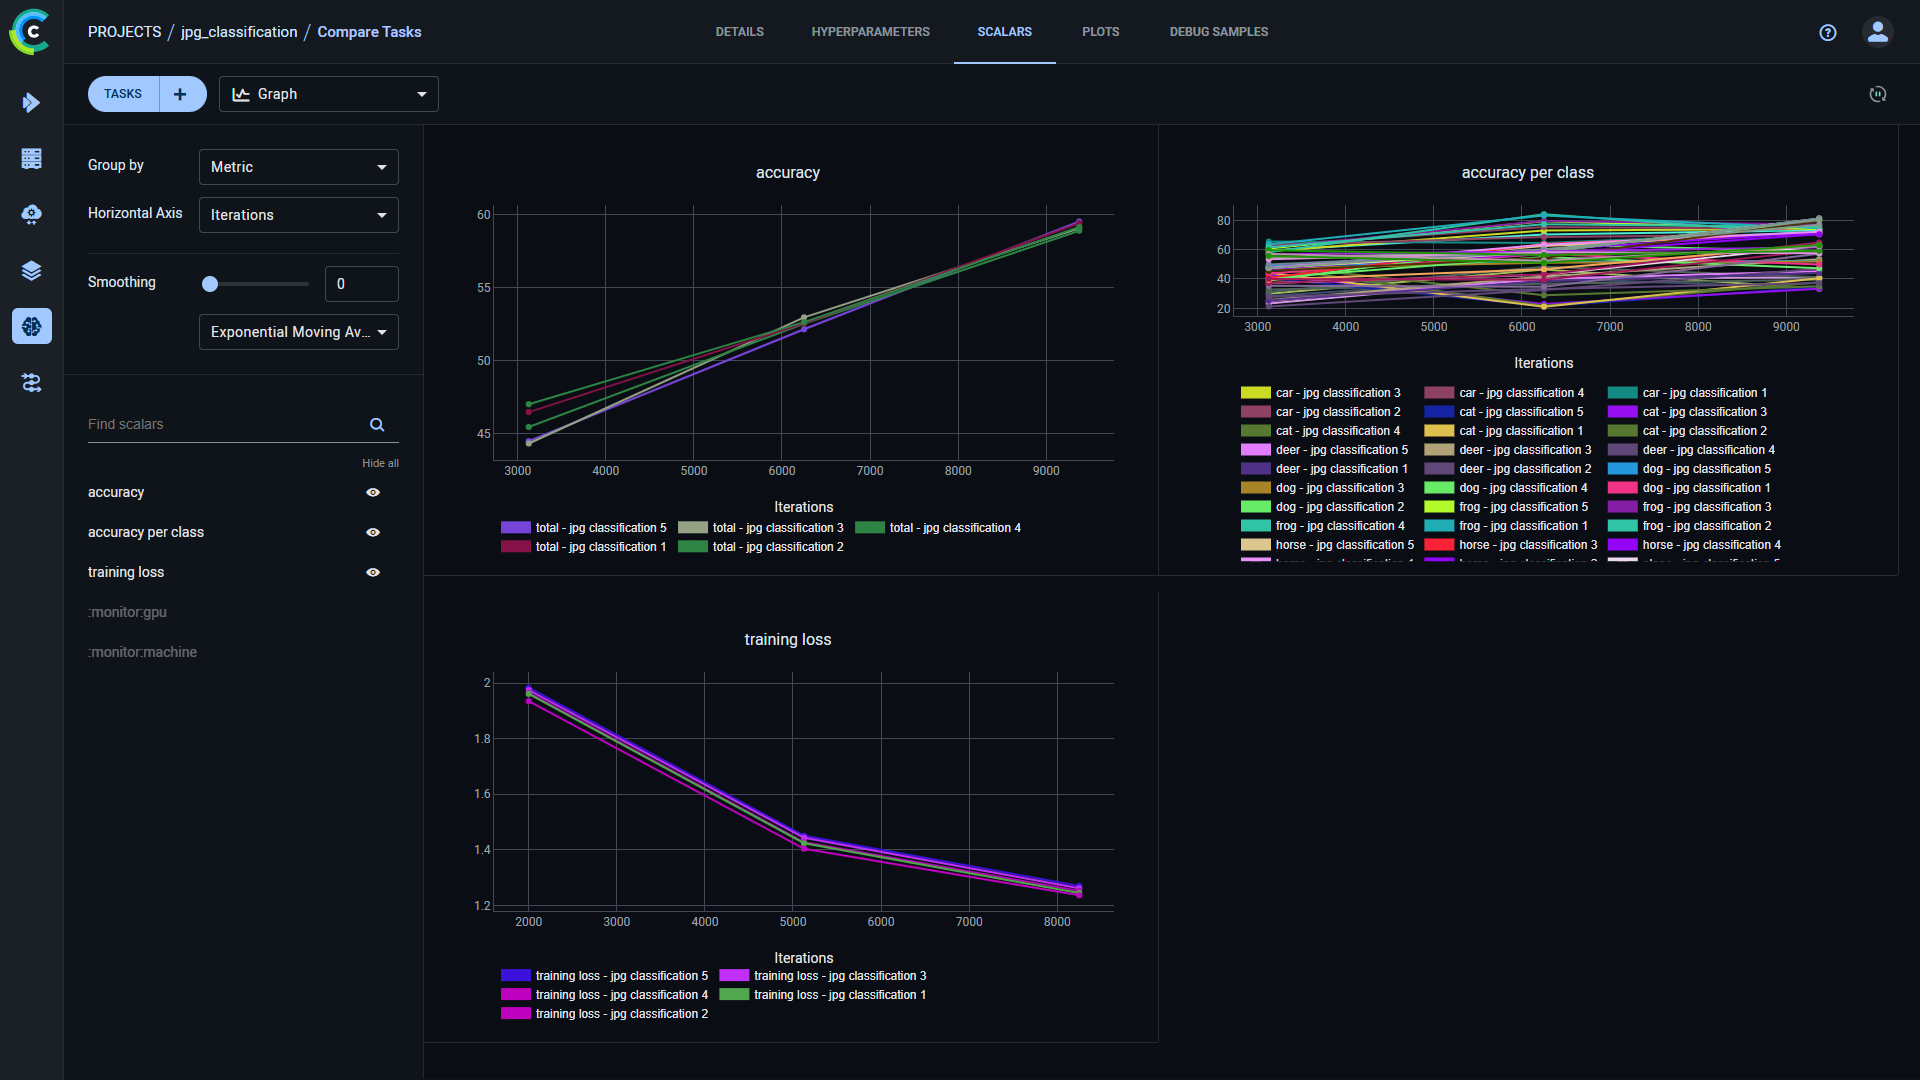 PROJECTS / jpg_classification / Compare Tasks
DETAILS
HYPERPARAMETERS
SCALARS
PLOTS
DEBUG SAMPLES
TASKS
+
Graph
Group by
Metric
Horizontal Axis
Iterations
Smoothing
0
Exponential Moving Av...
Find scalars
Hide all
accuracy
accuracy per class
training loss
:monitor:gpu
:monitor:machine
accuracy
60
55
50
45
3000 4000 5000 6000 7000 8000 9000
Iterations
total - jpg classification 5 total - jpg classification 3 total - jpg classification 4
total - jpg classification 1 total - jpg classification 2
accuracy per class
80
60
40
20
3000 4000 5000 6000 7000 8000 9000
Iterations
car - jpg classification 3 car - jpg classification 4 car - jpg classification 1
car - jpg classification 2 cat - jpg classification 5 cat - jpg classification 3
cat - jpg classification 4 cat - jpg classification 1 cat - jpg classification 2
deer - jpg classification 5 deer - jpg classification 3 deer - jpg classification 4
deer - jpg classification 1 deer - jpg classification 2 dog - jpg classification 5
dog - jpg classification 3 dog - jpg classification 4 dog - jpg classification 1
dog - jpg classification 2 frog - jpg classification 5 frog - jpg classification 3
frog - jpg classification 4 frog - jpg classification 1 frog - jpg classification 2
horse - jpg classification 5 horse - jpg classification 3 horse - jpg classification 4
training loss
2
1.8
1.6
1.4
1.2
2000 3000 4000 5000 6000 7000 8000
Iterations
training loss - jpg classification 5 training loss - jpg classification 3
training loss - jpg classification 4 training loss - jpg classification 1
training loss - jpg classification 2